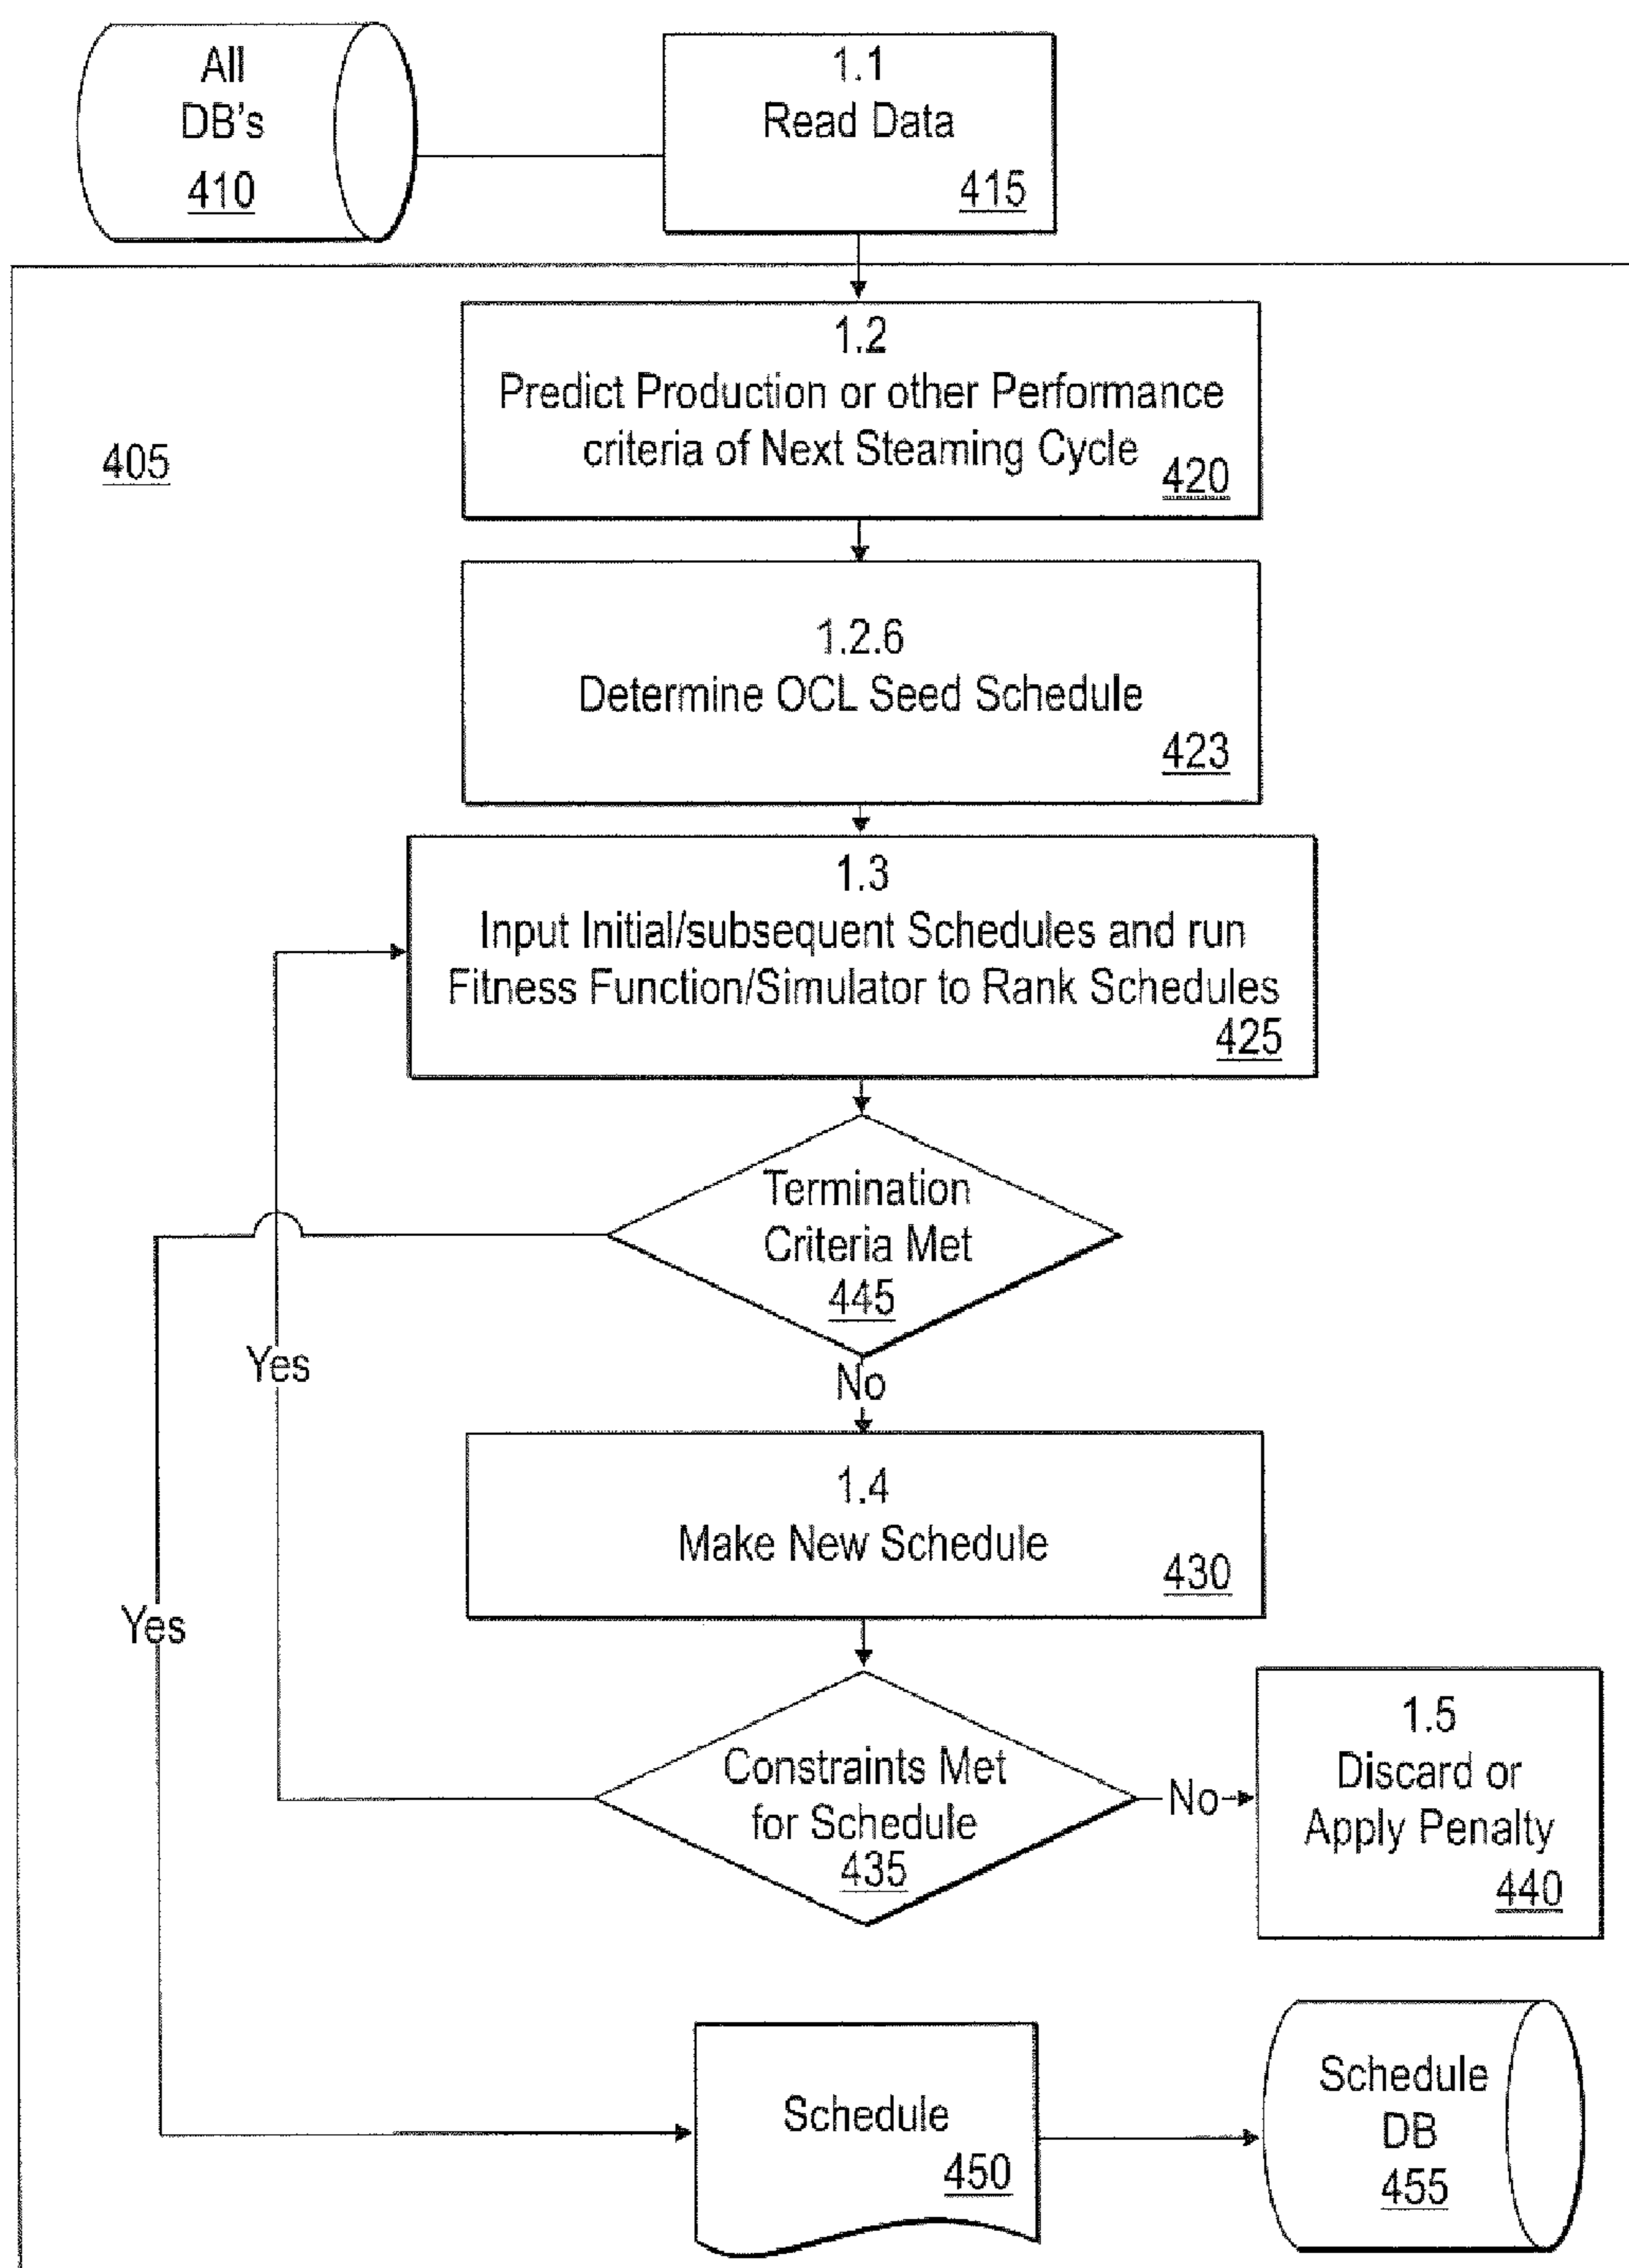 All
DB's
410
1.1
Read Data
415
405
1.2
Predict Production or other Performance
criteria of Next Steaming Cycle
420
1.2.6
Determine OCL Seed Schedule
423
1.3
Input Initial/subsequent Schedules and run
Fitness Function/Simulator to Rank Schedules
425
Termination
Criteria Met
445
Yes
No
1.4
Make New Schedule
430
Yes
Constraints Met
for Schedule
435
No
1.5
Discard or
Apply Penalty
440
Schedule
450
Schedule
DB
455